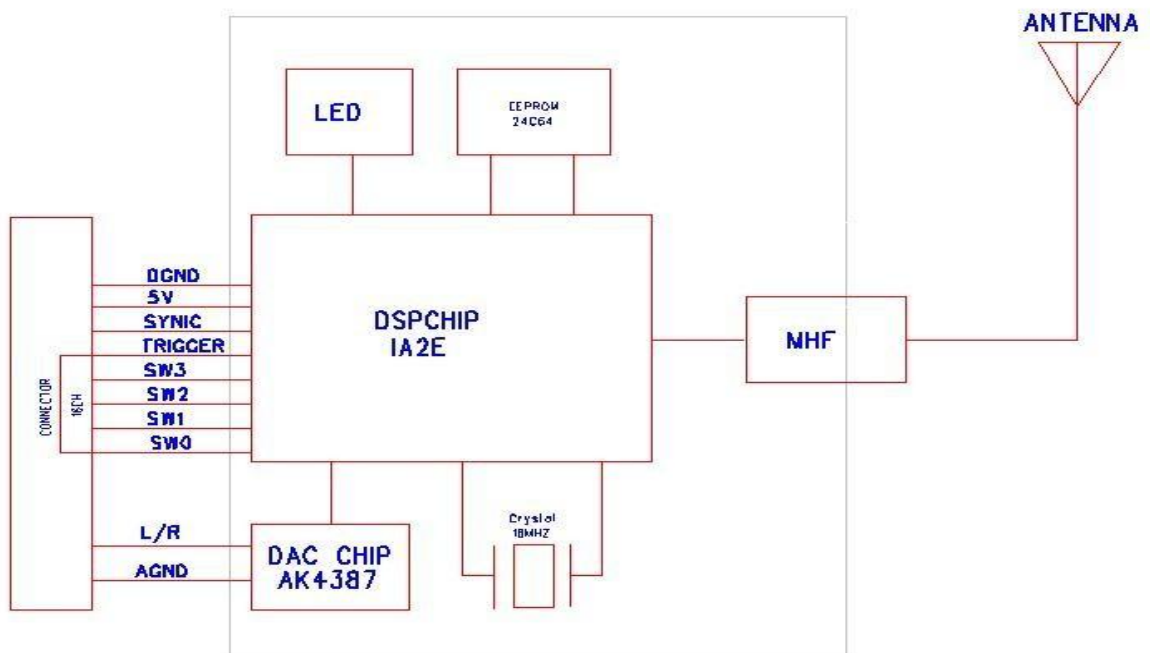 ANTENNA
LED
EEPROM
24C64
DGND
5V
SYNIC
TRIGGER
SW3
SW2
SW1
SW0
CONNECTOR
16CH
DSPCHIP
IA2E
MHF
L/R
AGND
DAC CHIP
AK4387
Crystal
16MHZ